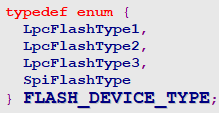 typedef enum {
  LpcFlashType1,
  LpcFlashType2,
  LpcFlashType3,
  SpiFlashType
} FLASH_DEVICE_TYPE;